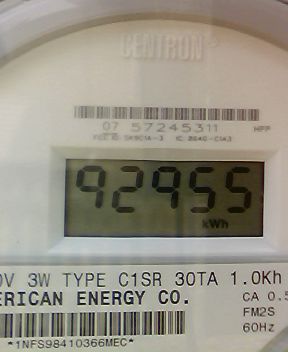 CENTRON
07 57245311 HPP
92955
kWh
0V 3W TYPE C1SR 30TA 1.0Kh
ERICAN ENERGY CO.
CA 0.5
FM2S
60Hz
*1NFS98410366MEC*